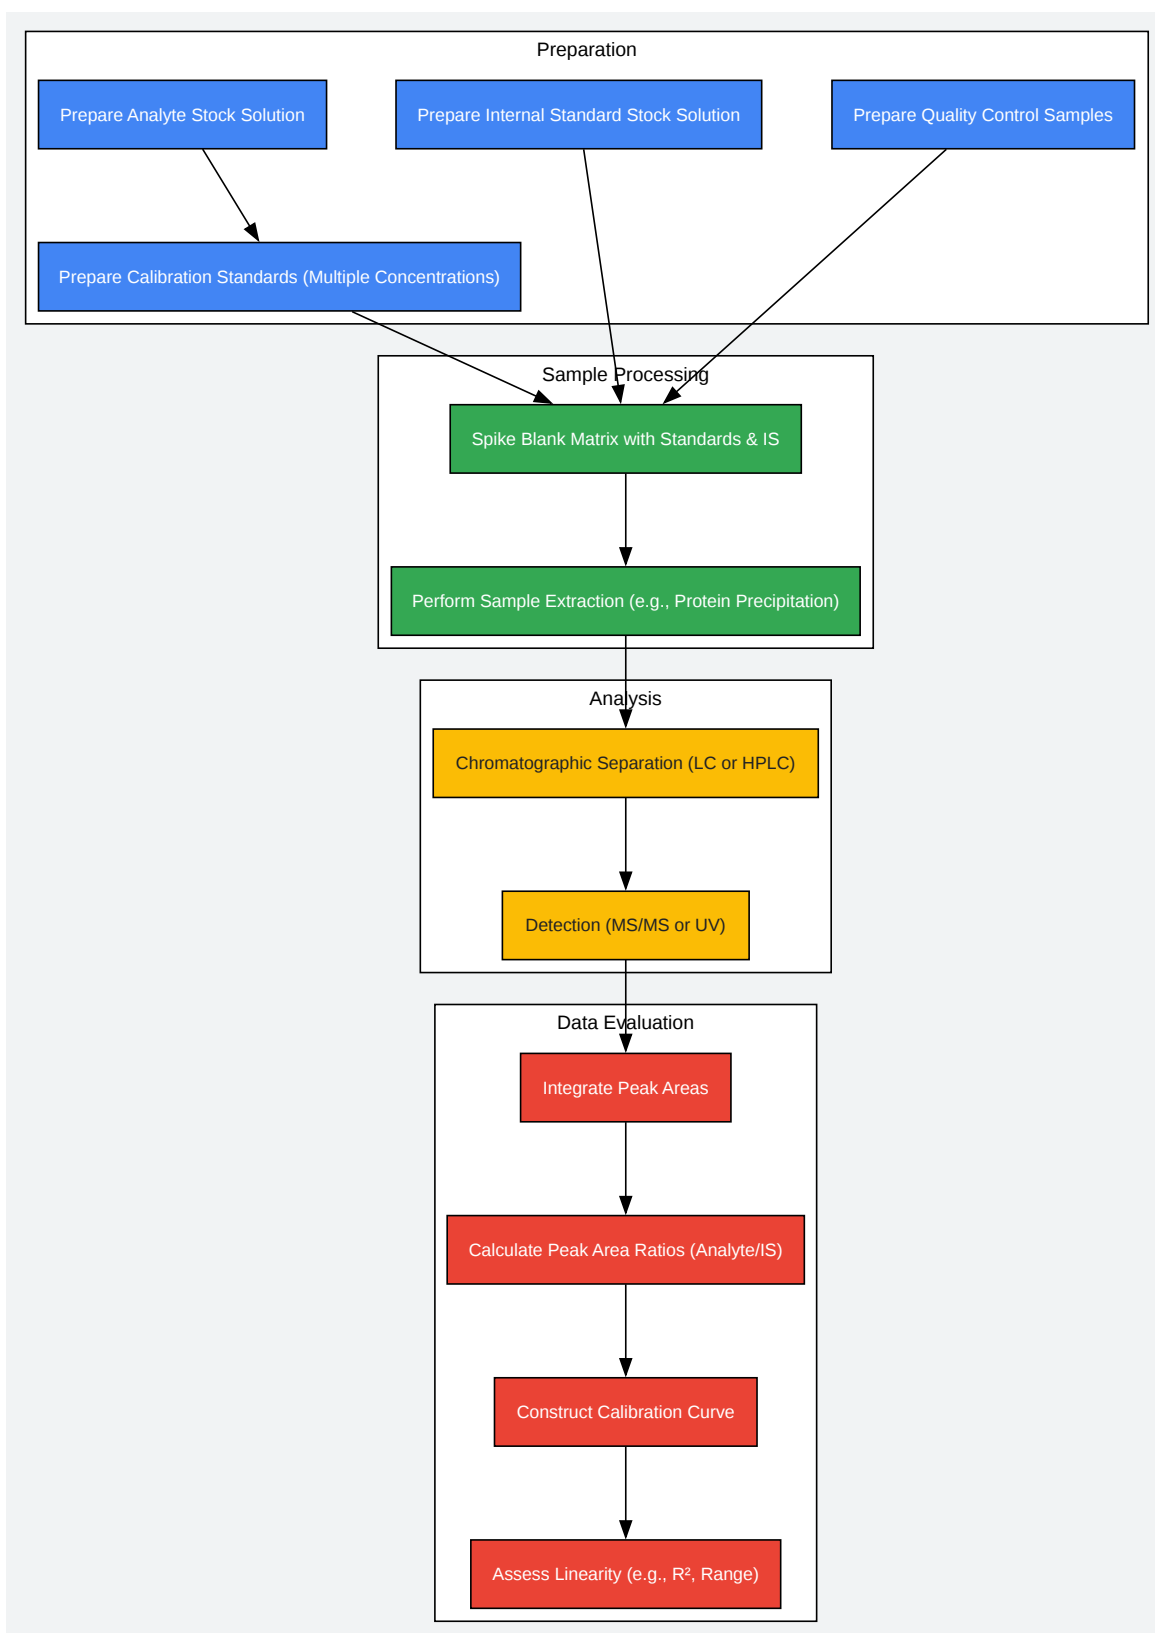 Preparation
Prepare Analyte Stock Solution
Prepare Internal Standard Stock Solution
Prepare Quality Control Samples
Prepare Calibration Standards (Multiple Concentrations)
Sample Processing
Spike Blank Matrix with Standards & IS
Perform Sample Extraction (e.g., Protein Precipitation)
Analysis
Chromatographic Separation (LC or HPLC)
Detection (MS/MS or UV)
Data Evaluation
Integrate Peak Areas
Calculate Peak Area Ratios (Analyte/IS)
Construct Calibration Curve
Assess Linearity (e.g., R², Range)